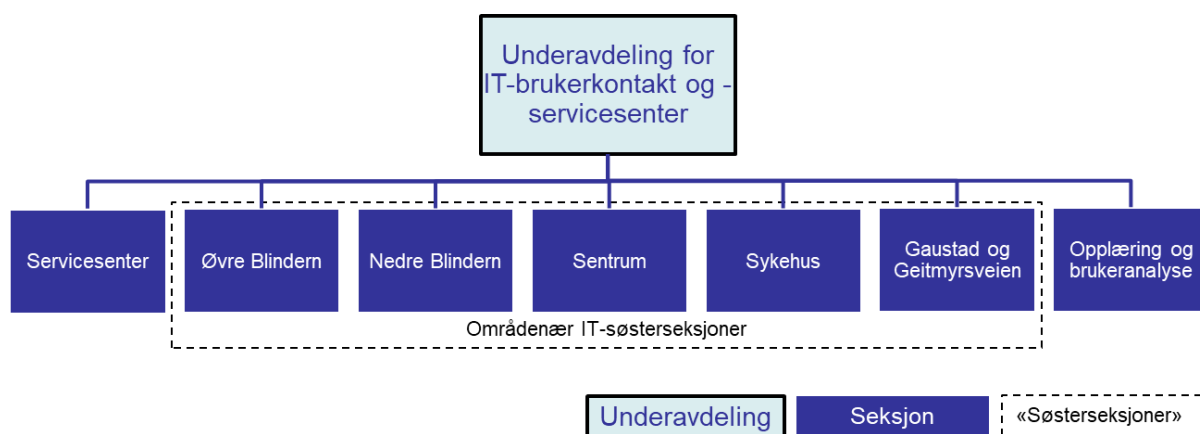 Underavdeling for
IT-brukerkontakt og -
servicesenter
Servicesenter
Øvre Blindern
Nedre Blindern
Sentrum
Sykehus
Gaustad og
Geitmyrsveien
Opplæring og
brukeranalyse
Områdenær IT-søsterseksjoner
Underavdeling
Seksjon
«Søsterseksjoner»